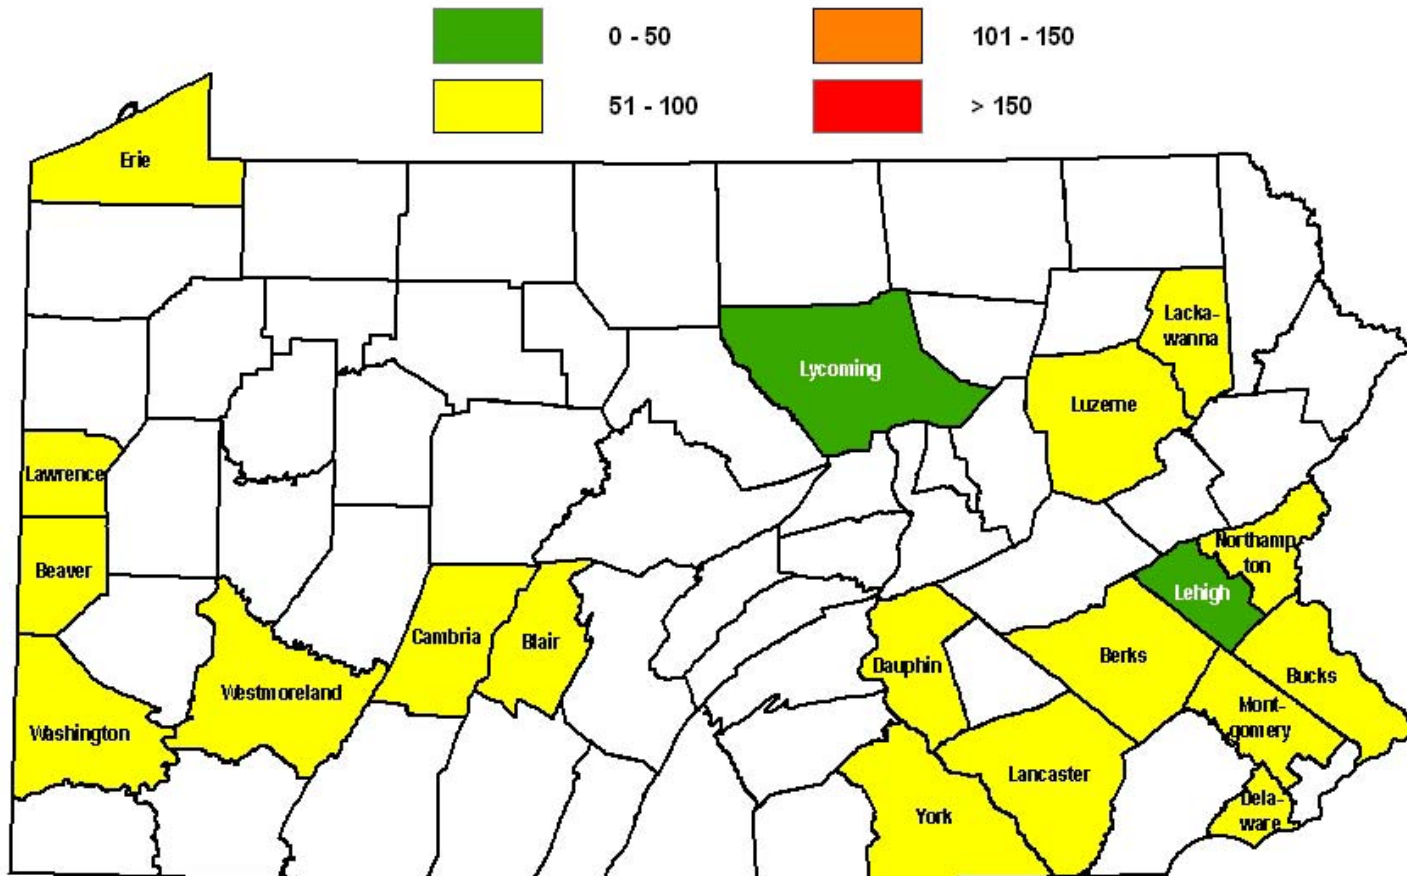 0 - 50
101 - 150
51 - 100
> 150
Erie
Lacka-
wanna
Lycoming
Luzerne
Lawrence
Northamp
ton
Beaver
Lehigh
Cambria
Blair
Dauphin
Berks
Bucks
Westmoreland
Mont-
gomery
Washington
Lancaster
Dela-
ware
York